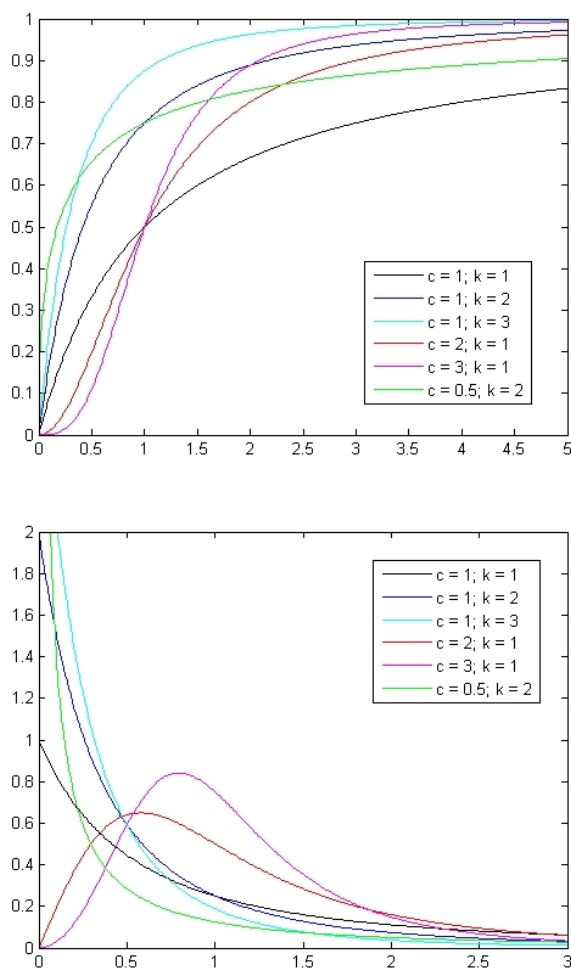 1
0.9
0.8
0.7
0.6
0.5
0.4
0.3
0.2
0.1
0
c = 1; k = 1
c = 1; k = 2
c = 1; k = 3
c = 2; k = 1
c = 3; k = 1
c = 0.5; k = 2
0 0.5 1 1.5 2 2.5 3 3.5 4 4.5 5
2
1.8
1.6
1.4
1.2
1
0.8
0.6
0.4
0.2
0
c = 1; k = 1
c = 1; k = 2
c = 1; k = 3
c = 2; k = 1
c = 3; k = 1
c = 0.5; k = 2
0 0.5 1 1.5 2 2.5 3